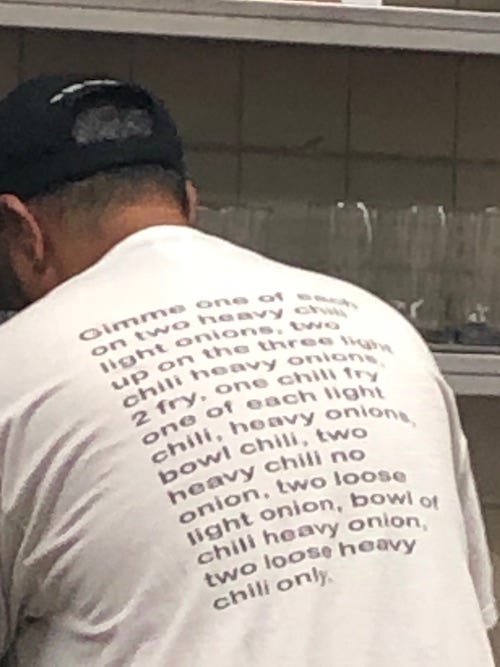 Gimme one of each
on two heavy chili
light onions, two
up on the three light
chili heavy onions,
2 fry, one chili fry
one of each light
chili, heavy onions,
bowl chili, two
heavy chili no
onion, two loose
light onion, bowl of
chili heavy onion,
two loose heavy
chili only.